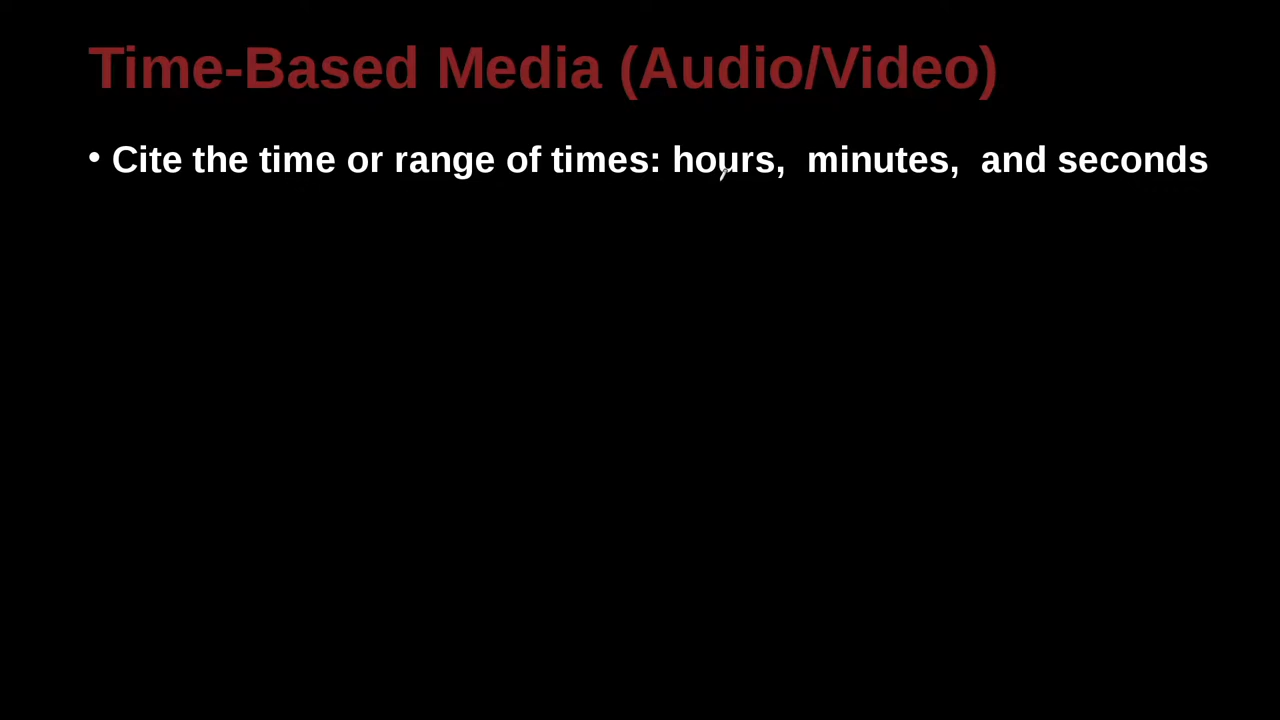 Time-Based Media (Audio/Video)
• Cite the time or range of times: hours,  minutes,  and seconds